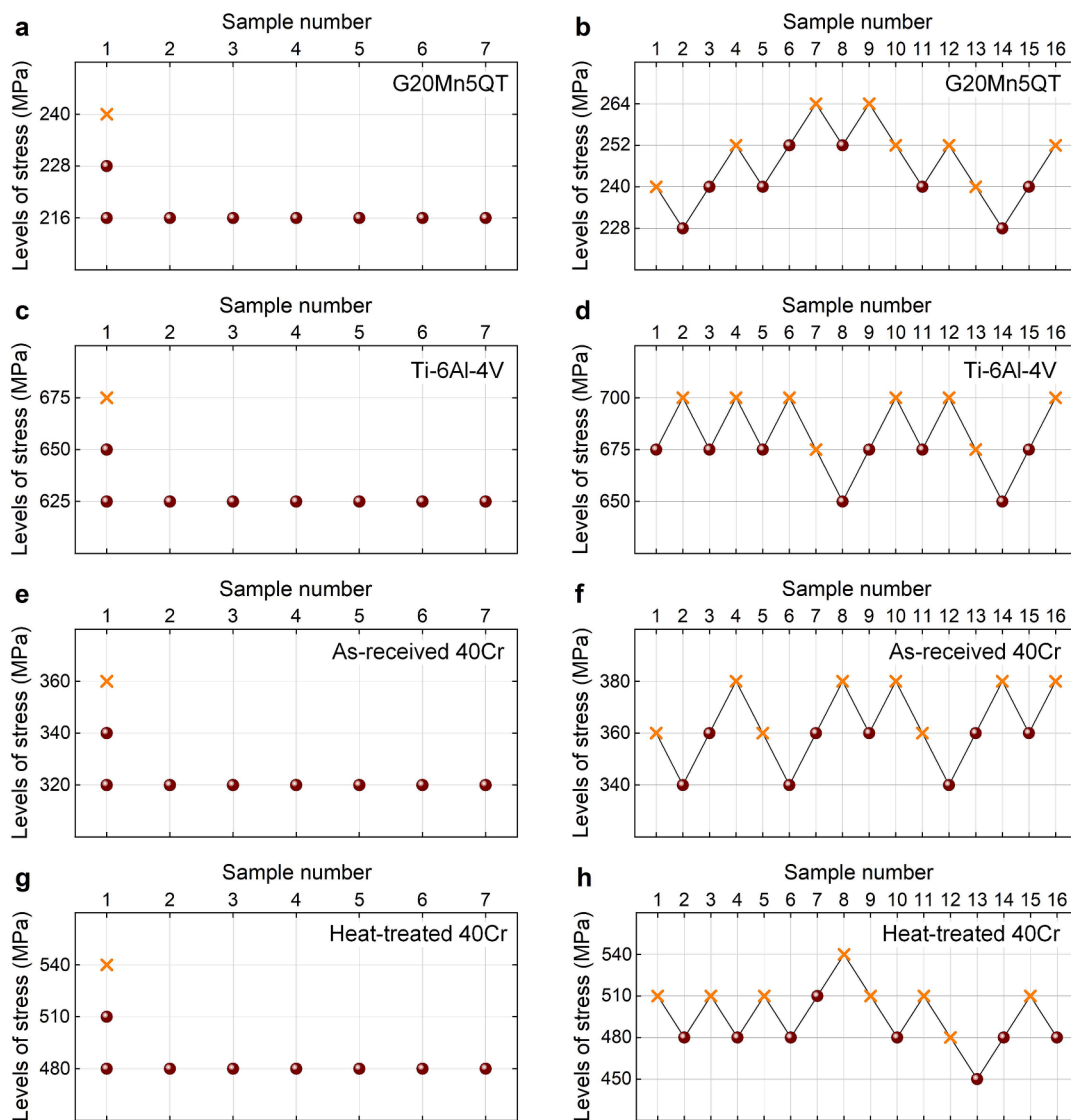 a
Sample number
1 2 3 4 5 6 7
Levels of stress (MPa)
G20Mn5QT
240
228
216
b
Sample number
1 2 3 4 5 6 7 8 9 10 11 12 13 14 15 16
Levels of stress (MPa)
G20Mn5QT
264
252
240
228
c
Sample number
1 2 3 4 5 6 7
Levels of stress (MPa)
Ti-6Al-4V
675
650
625
d
Sample number
1 2 3 4 5 6 7 8 9 10 11 12 13 14 15 16
Levels of stress (MPa)
Ti-6Al-4V
700
675
650
e
Sample number
1 2 3 4 5 6 7
Levels of stress (MPa)
As-received 40Cr
360
340
320
f
Sample number
1 2 3 4 5 6 7 8 9 10 11 12 13 14 15 16
Levels of stress (MPa)
As-received 40Cr
380
360
340
g
Sample number
1 2 3 4 5 6 7
Levels of stress (MPa)
Heat-treated 40Cr
540
510
480
h
Sample number
1 2 3 4 5 6 7 8 9 10 11 12 13 14 15 16
Levels of stress (MPa)
Heat-treated 40Cr
540
510
480
450